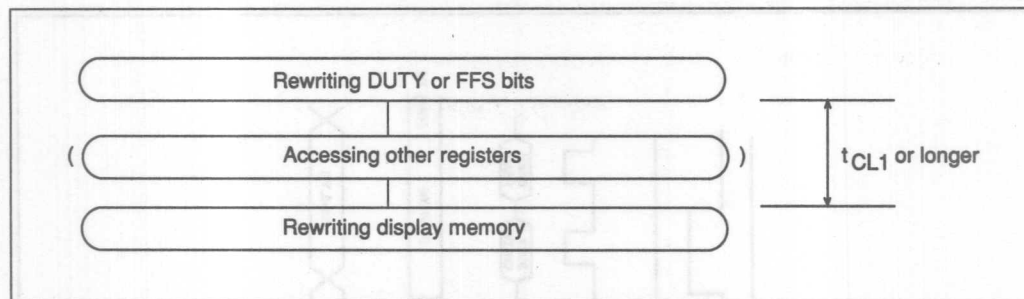 Rewriting DUTY or FFS bits
( Accessing other registers )
tCL1 or longer
Rewriting display memory